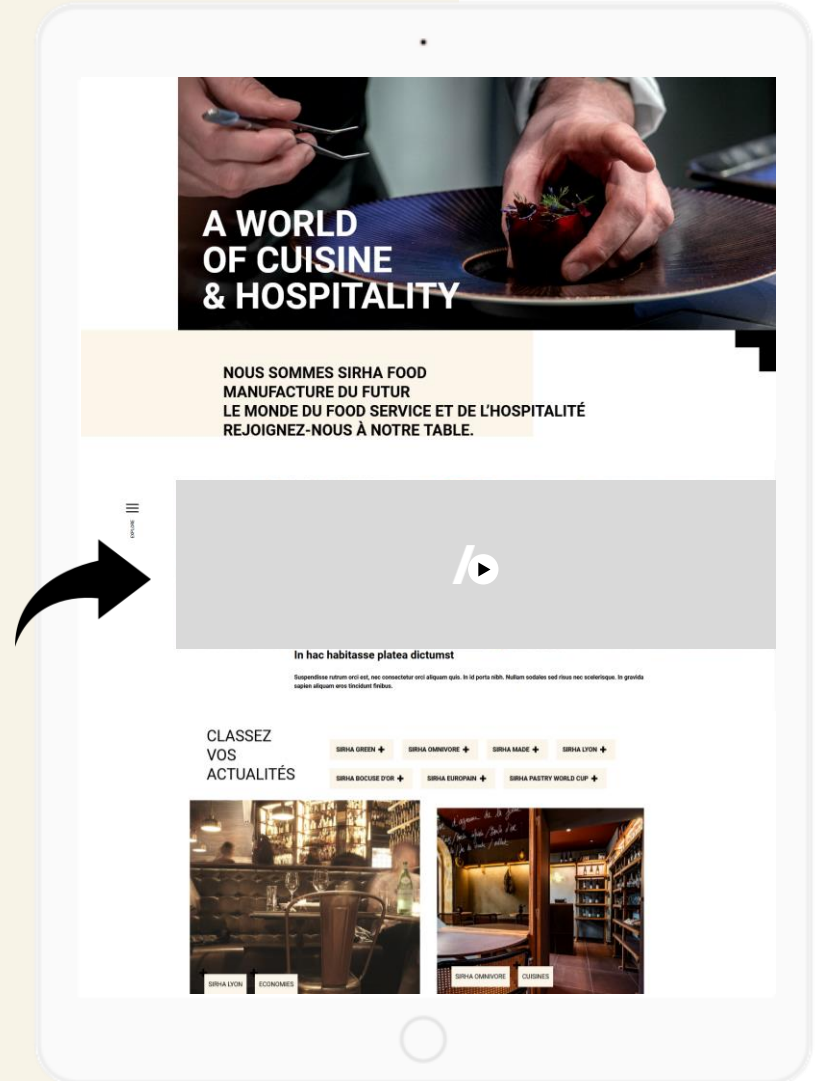 A WORLD
OF CUISINE
& HOSPITALITY
NOUS SOMMES SIRHA FOOD
MANUFACTURE DU FUTUR
LE MONDE DU FOOD SERVICE ET DE L'HOSPITALITÉ
REJOIGNEZ-NOUS À NOTRE TABLE.
EXPLORE
In hac habitasse platea dictumst
Suspendisse rutrum orci est, nec consectetur orci aliquam quis. In id porta nibh. Nullam sodales sed risus nec scelerisque. In gravida
sapien aliquam eros tincidunt finibus.
CLASSEZ
VOS
ACTUALITÉS
SIRHA GREEN + SIRHA OMNIVORE + SIRHA MADE + SIRHA LYON +
SIRHA BOCUSE D'OR + SIRHA EUROPAIN + SIRHA PASTRY WORLD CUP +
SIRHA LYON ECONOMIES
SIRHA OMNIVORE CUISINES